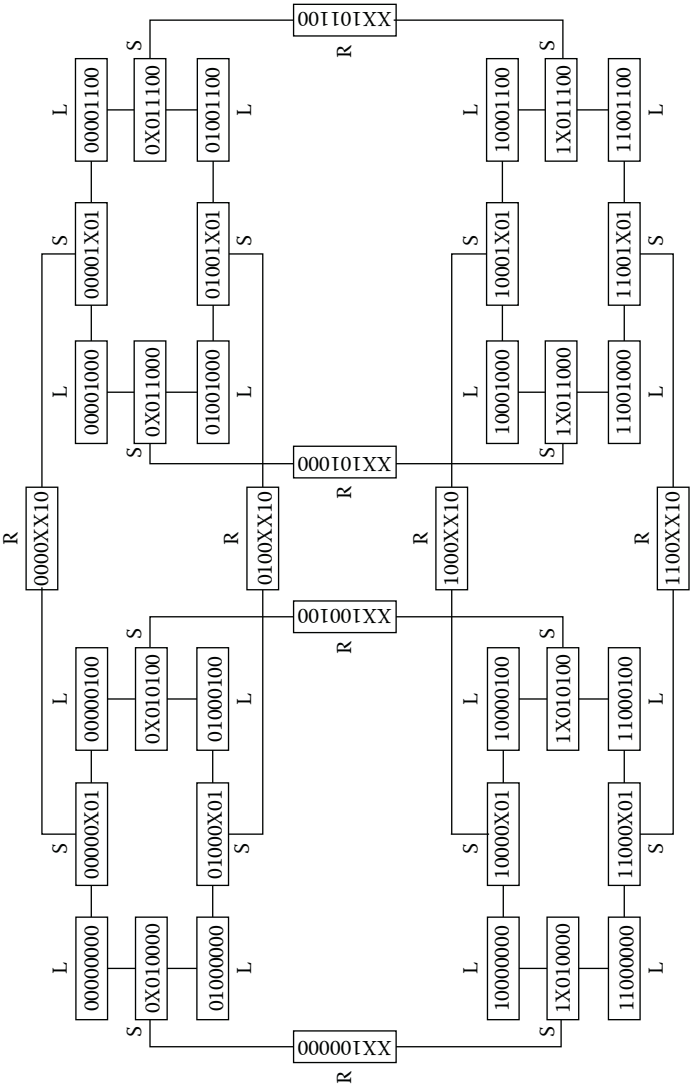 R
0000XX10
L S L L S L
00000000 00000X01 00000100 00001000 00001X01 00001100
S S S S
0X010000 0X010100 0X011000 0X011100
01000000 01000X01 01000100 01001000 01001X01 01001100
R
L S L L S L
0100XX10
R XX100000 XX100100 R R XX101000 XX101100 R
R
1000XX10
L S L L S L
10000000 10000X01 10000100 10001000 10001X01 10001100
S S S S
1X010000 1X010100 1X011000 1X011100
11000000 11000X01 11000100 11001000 11001X01 11001100
R
L S L L S L
1100XX10